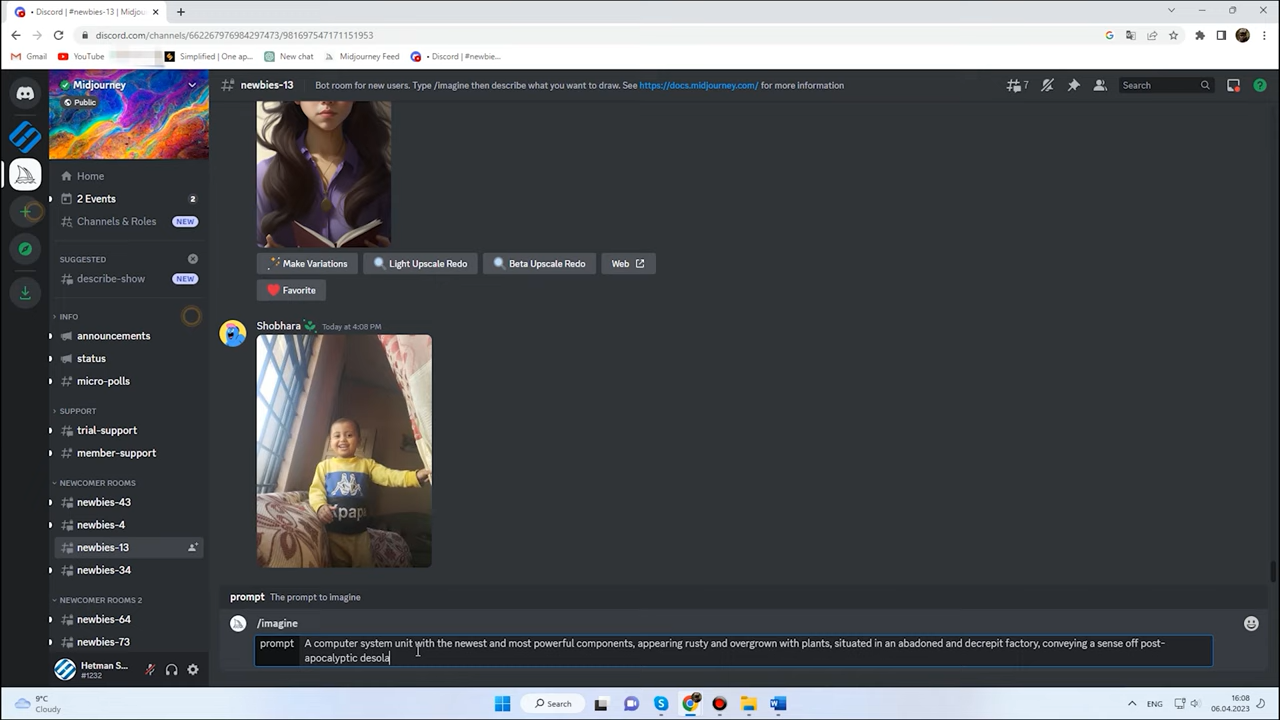 • Discord | #newbies-13 | Midjou
discord.com/channels/662267976984297473/981697547171151953
Gmail
YouTube
Simplified | One ap...
New chat
Midjourney Feed
• Discord | #newbie...
Midjourney
Public
newbies-13
Bot room for new users. Type /imagine then describe what you want to draw. See https://docs.midjourney.com/ for more information
7
Search
Home
2 Events
2
Channels & Roles
NEW
SUGGESTED
describe-show
NEW
INFO
announcements
status
micro-polls
SUPPORT
trial-support
member-support
NEWCOMER ROOMS
newbies-43
newbies-4
newbies-13
newbies-34
NEWCOMER ROOMS 2
newbies-64
newbies-73
Hetman S...
#1232
Make Variations
Light Upscale Redo
Beta Upscale Redo
Web
Favorite
Shobhara
Today at 4:08 PM
papa
prompt The prompt to imagine
/imagine
prompt A computer system unit with the newest and most powerful components, appearing rusty and overgrown with plants, situated in an abadoned and decrepit factory, conveying a sense off post-
apocalyptic desola
9°C
Cloudy
Search
ENG
16:08
06.04.2023